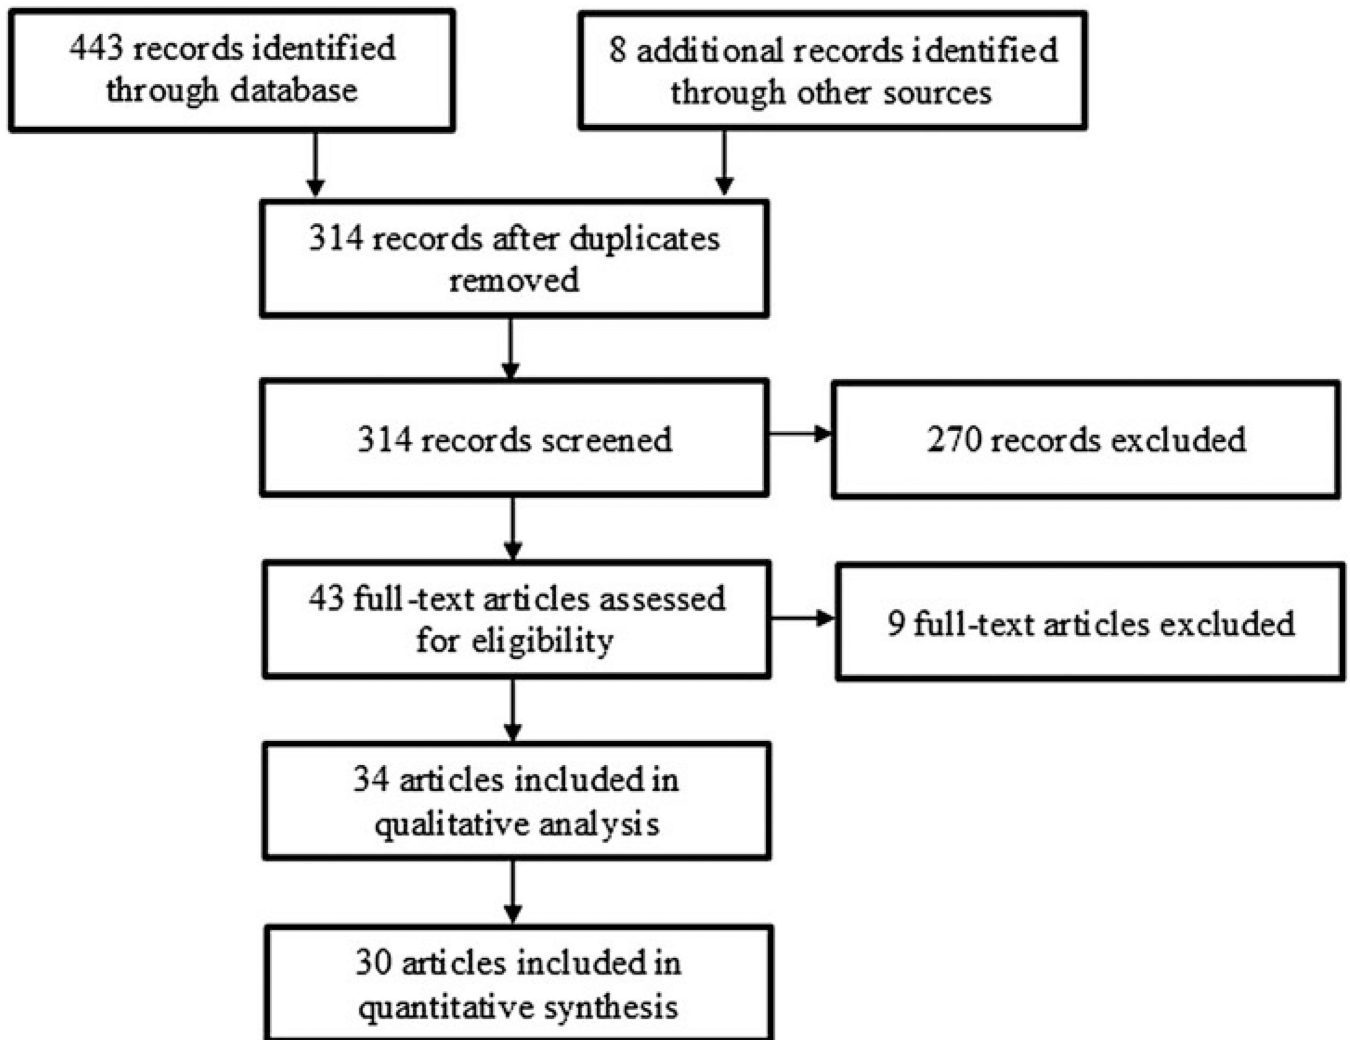 443 records identified
through database
8 additional records identified
through other sources
314 records after duplicates
removed
314 records screened
270 records excluded
43 full-text articles assessed
for eligibility
9 full-text articles excluded
34 articles included in
qualitative analysis
30 articles included in
quantitative synthesis